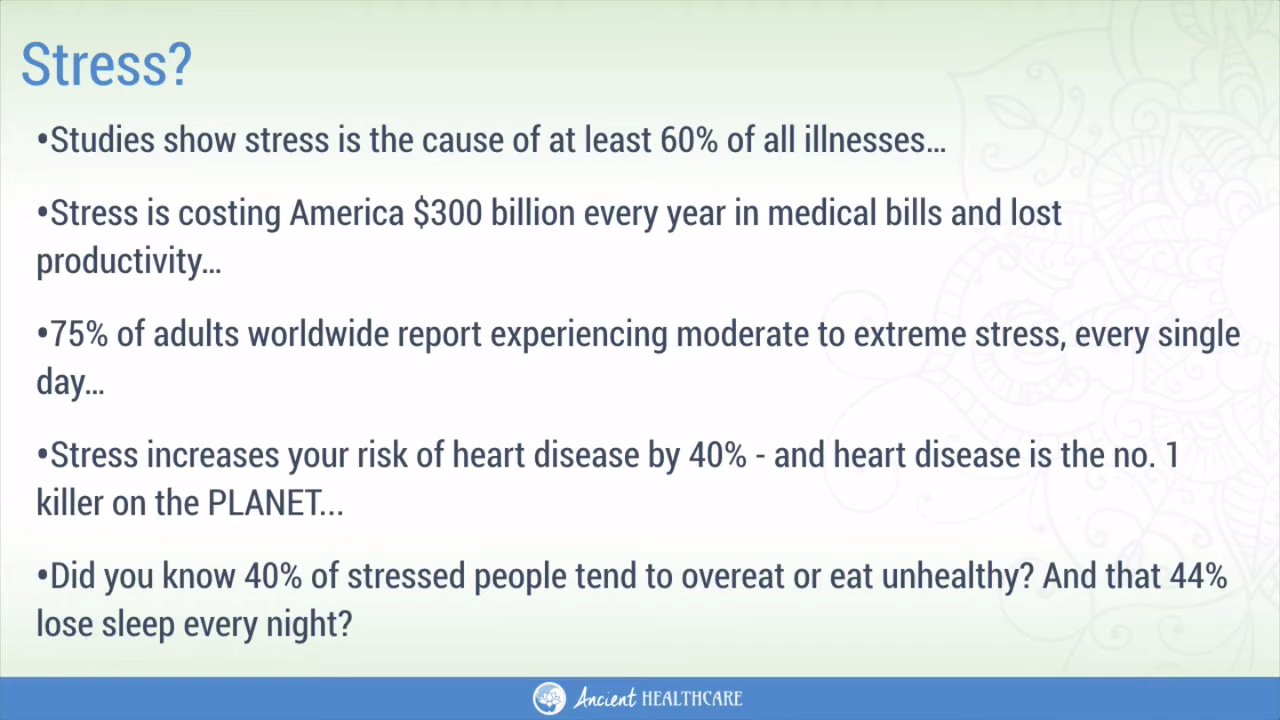 Stress?
•Studies show stress is the cause of at least 60% of all illnesses...
•Stress is costing America $300 billion every year in medical bills and lost
productivity...
•75% of adults worldwide report experiencing moderate to extreme stress, every single
day...
•Stress increases your risk of heart disease by 40% - and heart disease is the no. 1
killer on the PLANET...
•Did you know 40% of stressed people tend to overeat or eat unhealthy? And that 44%
lose sleep every night?
Ancient HEALTHCARE